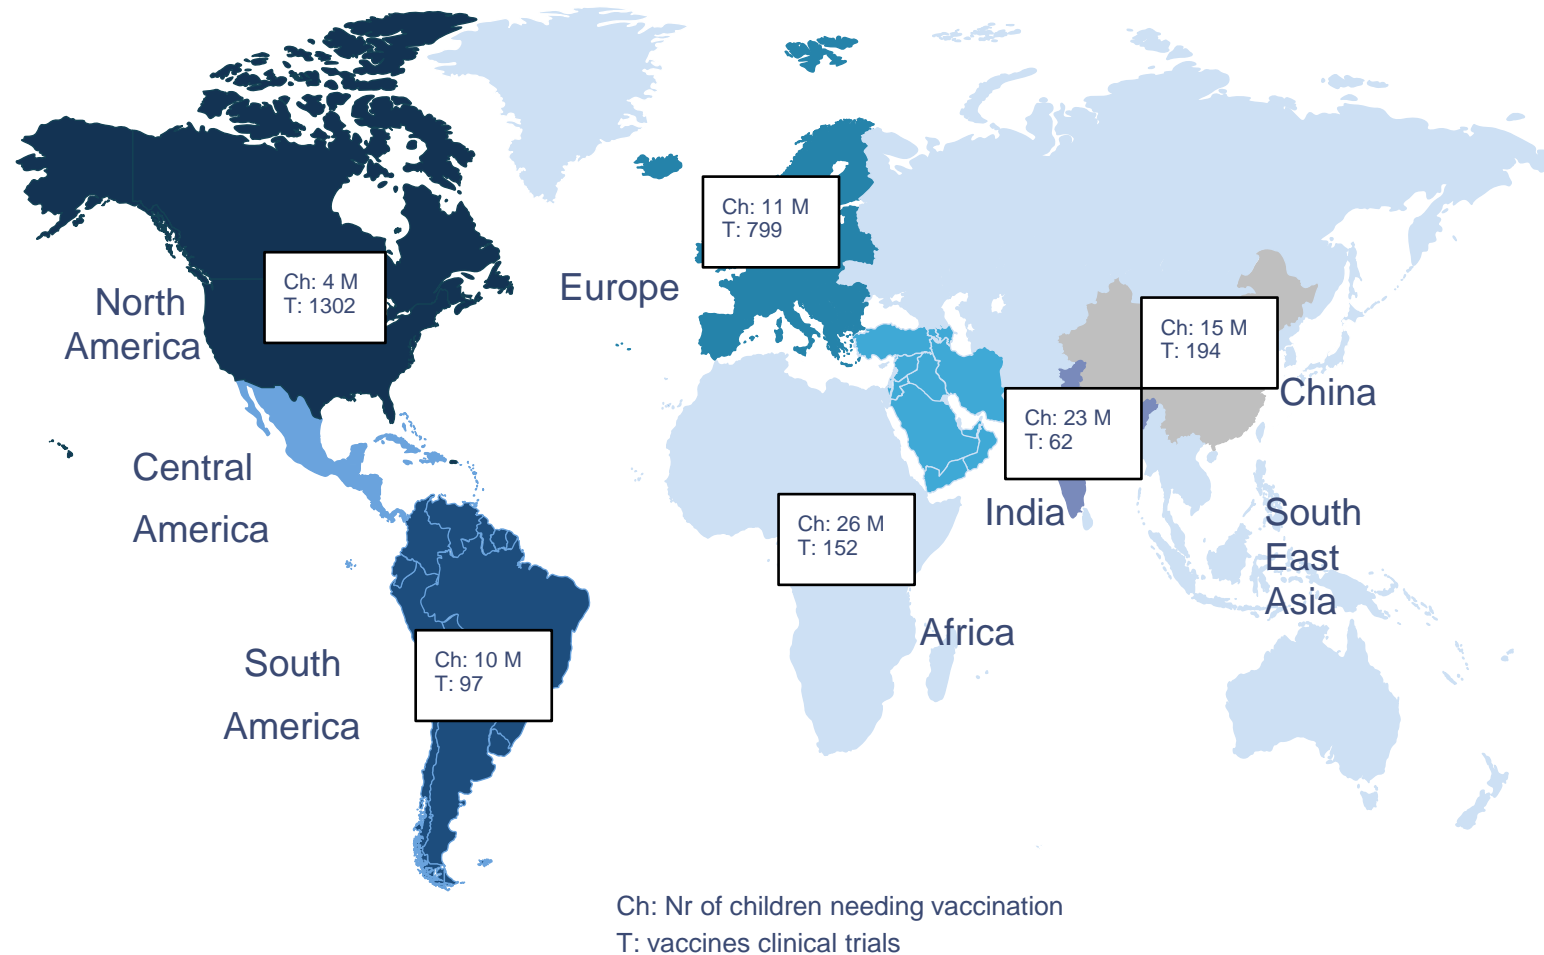 Ch: 11 M
T: 799
Europe
Ch: 4 M
T: 1302
North
America
Ch: 15 M
T: 194
China
Ch: 23 M
T: 62
India
Central
America
Ch: 26 M
T: 152
Africa
South
East
Asia
Ch: 10 M
T: 97
South
America
Ch: Nr of children needing vaccination
T: vaccines clinical trials